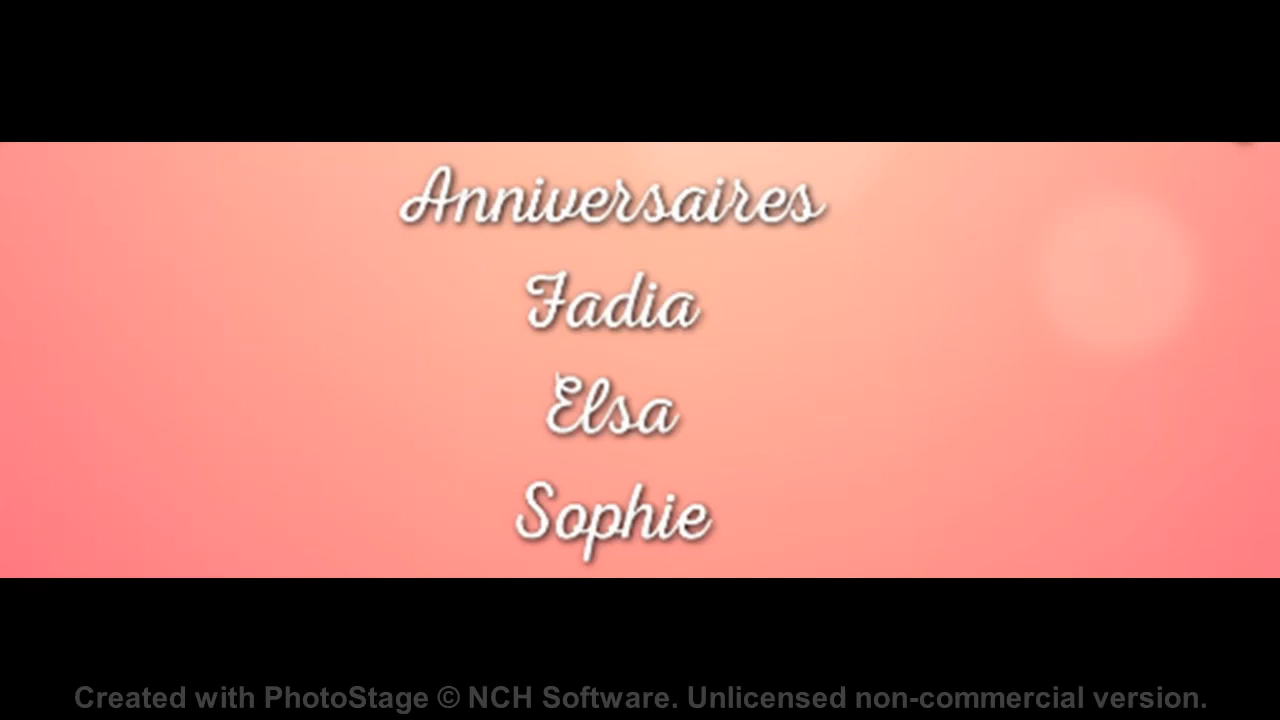 Anniversaires
Fadia
Elsa
Sophie
Created with PhotoStage © NCH Software. Unlicensed non-commercial version.